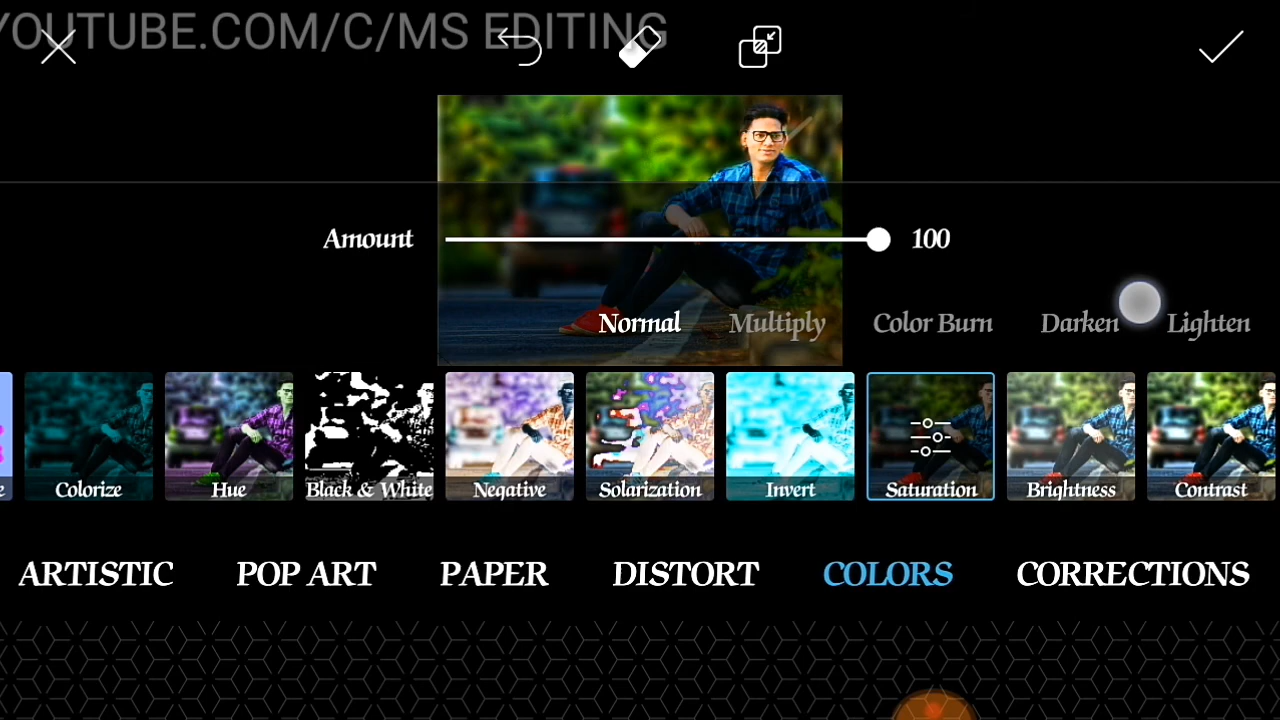 YOUTUBE.COM/C/MS EDITING
Amount 100
Normal Multiply Color Burn Darken Lighten
Colorize Hue Black & White Negative Solarization Invert Saturation Brightness Contrast
ARTISTIC POP ART PAPER DISTORT COLORS CORRECTIONS